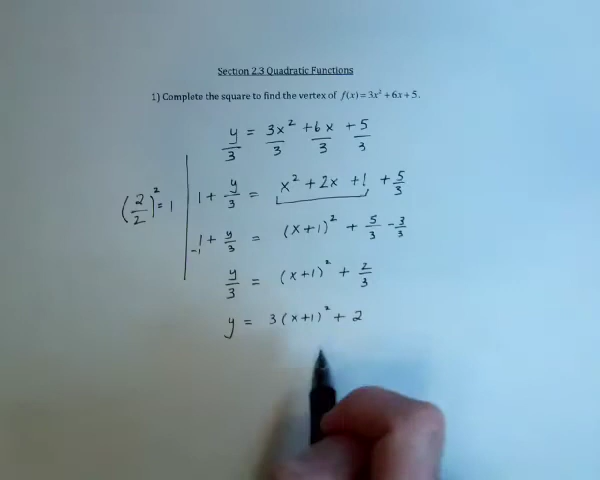 Section 2.3 Quadratic Functions
1) Complete the square to find the vertex of f(x)=3x²+6x+5.
y/3 = 3x²/3 +6x/3 +5/3
(2/2)²=1 1+ y/3 = x² + 2x +1 + 5/3
1 + y/3 = (x+1)² + 5/3 - 3/3
-1
y/3 = (x+1)² + 2/3
y = 3(x+1)² + 2